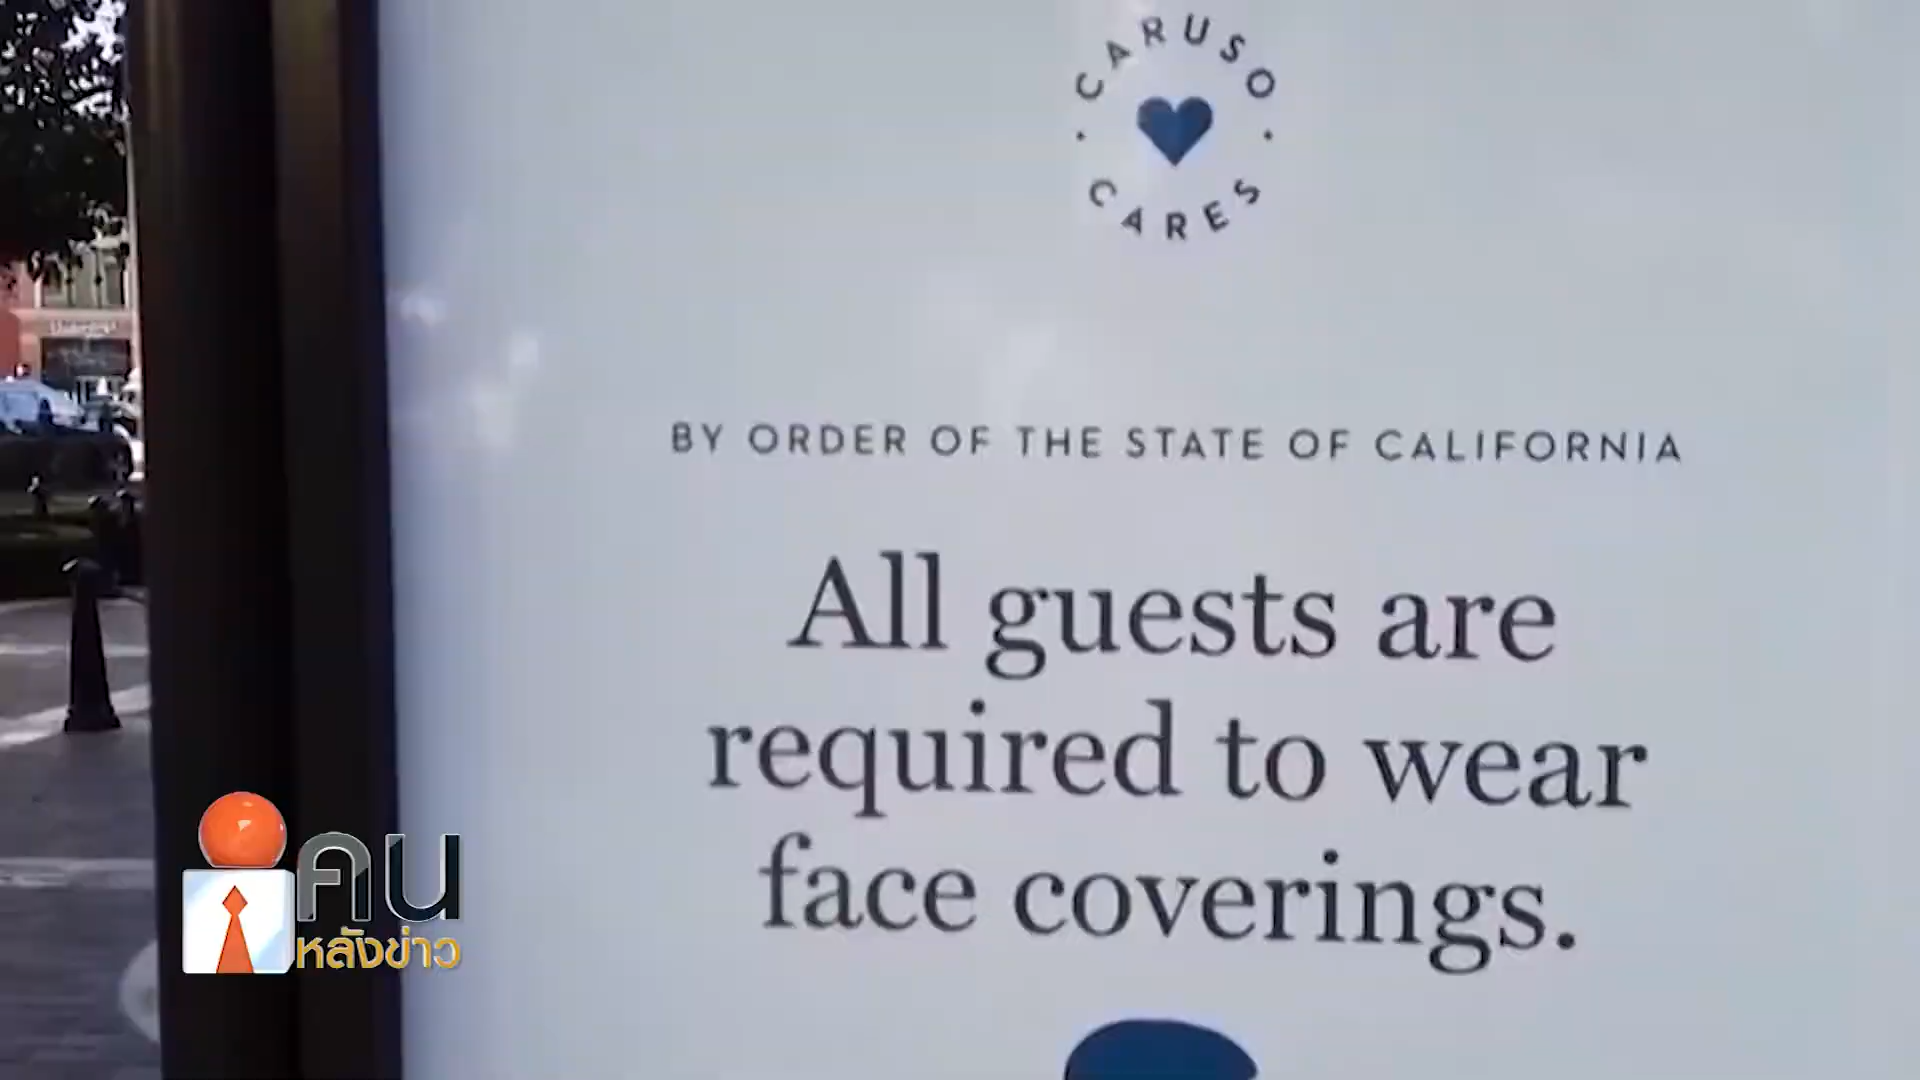 CARUSO
CARES
BY ORDER OF THE STATE OF CALIFORNIA
All guests are
required to wear
face coverings.
คน
หลังข่าว